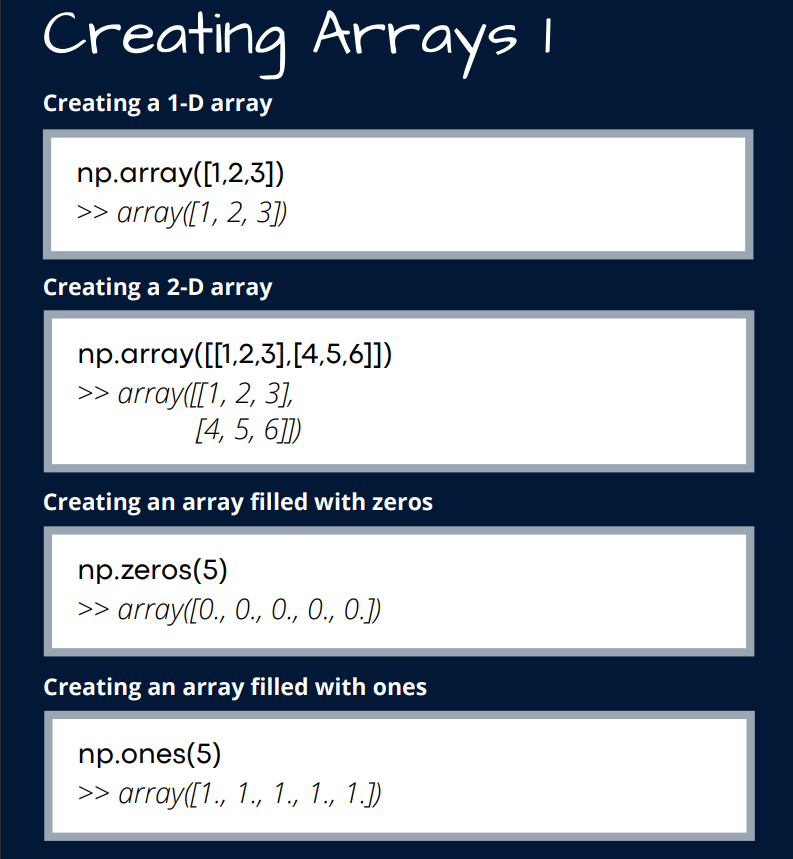 Creating Arrays 1
Creating a 1-D array
np.array([1,2,3])
>> array([1, 2, 3])
Creating a 2-D array
np.array([[1,2,3],[4,5,6]])
>> array([[1, 2, 3],
[4, 5, 6]])
Creating an array filled with zeros
np.zeros(5)
>> array([0., 0., 0., 0., 0.])
Creating an array filled with ones
np.ones(5)
>> array([1., 1., 1., 1., 1.])